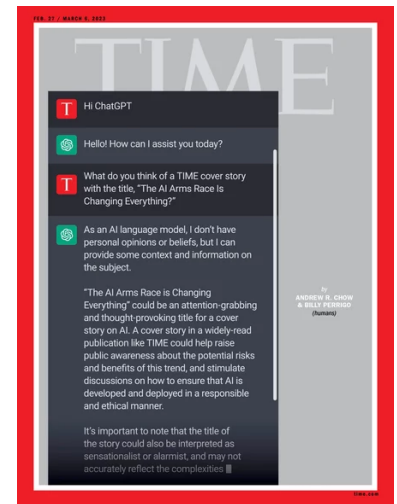 FEB. 27 / MARCH 6, 2023
TIME
T Hi ChatGPT
Hello! How can I assist you today?
T What do you think of a TIME cover story
with the title, "The AI Arms Race Is
Changing Everything?"
As an AI language model, I don't have
personal opinions or beliefs, but I can
provide some context and information on
the subject.
"The AI Arms Race is Changing
Everything" could be an attention-grabbing
and thought-provoking title for a cover
story on AI. A cover story in a widely-read
publication like TIME could help raise
public awareness about the potential risks
and benefits of this trend, and stimulate
discussions on how to ensure that AI is
developed and deployed in a responsible
and ethical manner.
It's important to note that the title of
the story could also be interpreted as
sensationalist or alarmist, and may not
accurately reflect the complexities
by
ANDREW R. CHOW
& BILLY PERRIGO
(humans)
time.com